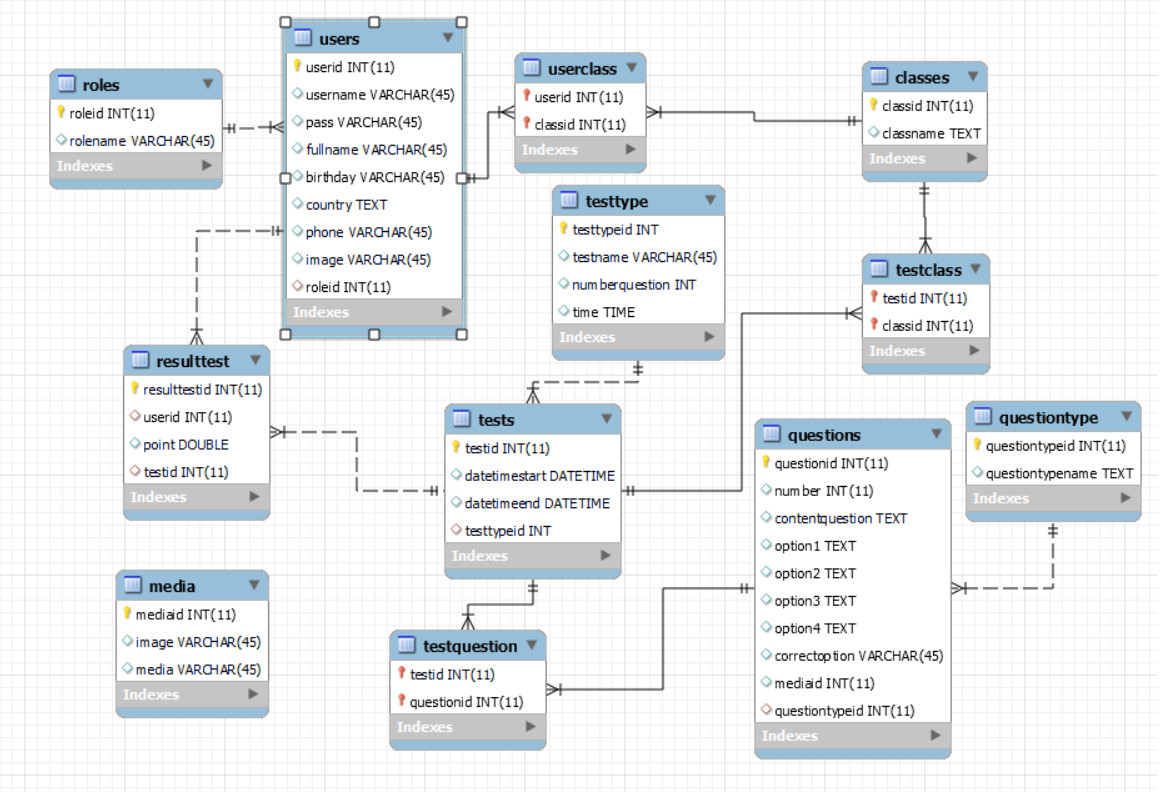 roles
roleid INT(11)
rolename VARCHAR(45)
Indexes
users
userid INT(11)
username VARCHAR(45)
pass VARCHAR(45)
fullname VARCHAR(45)
birthday VARCHAR(45)
country TEXT
phone VARCHAR(45)
image VARCHAR(45)
roleid INT(11)
Indexes
userclass
userid INT(11)
classid INT(11)
Indexes
classes
classid INT(11)
classname TEXT
Indexes
testtype
testtypeid INT
testname VARCHAR(45)
numberquestion INT
time TIME
Indexes
testclass
testid INT(11)
classid INT(11)
Indexes
resulttest
resulttestid INT(11)
userid INT(11)
point DOUBLE
testid INT(11)
Indexes
tests
testid INT(11)
datetimestart DATETIME
datetimeend DATETIME
testtypeid INT
Indexes
questions
questionid INT(11)
number INT(11)
contentquestion TEXT
option1 TEXT
option2 TEXT
option3 TEXT
option4 TEXT
correctoption VARCHAR(45)
mediaid INT(11)
questiontypeid INT(11)
Indexes
questiontype
questiontypeid INT(11)
questiontypename TEXT
Indexes
media
mediaid INT(11)
image VARCHAR(45)
media VARCHAR(45)
Indexes
testquestion
testid INT(11)
questionid INT(11)
Indexes